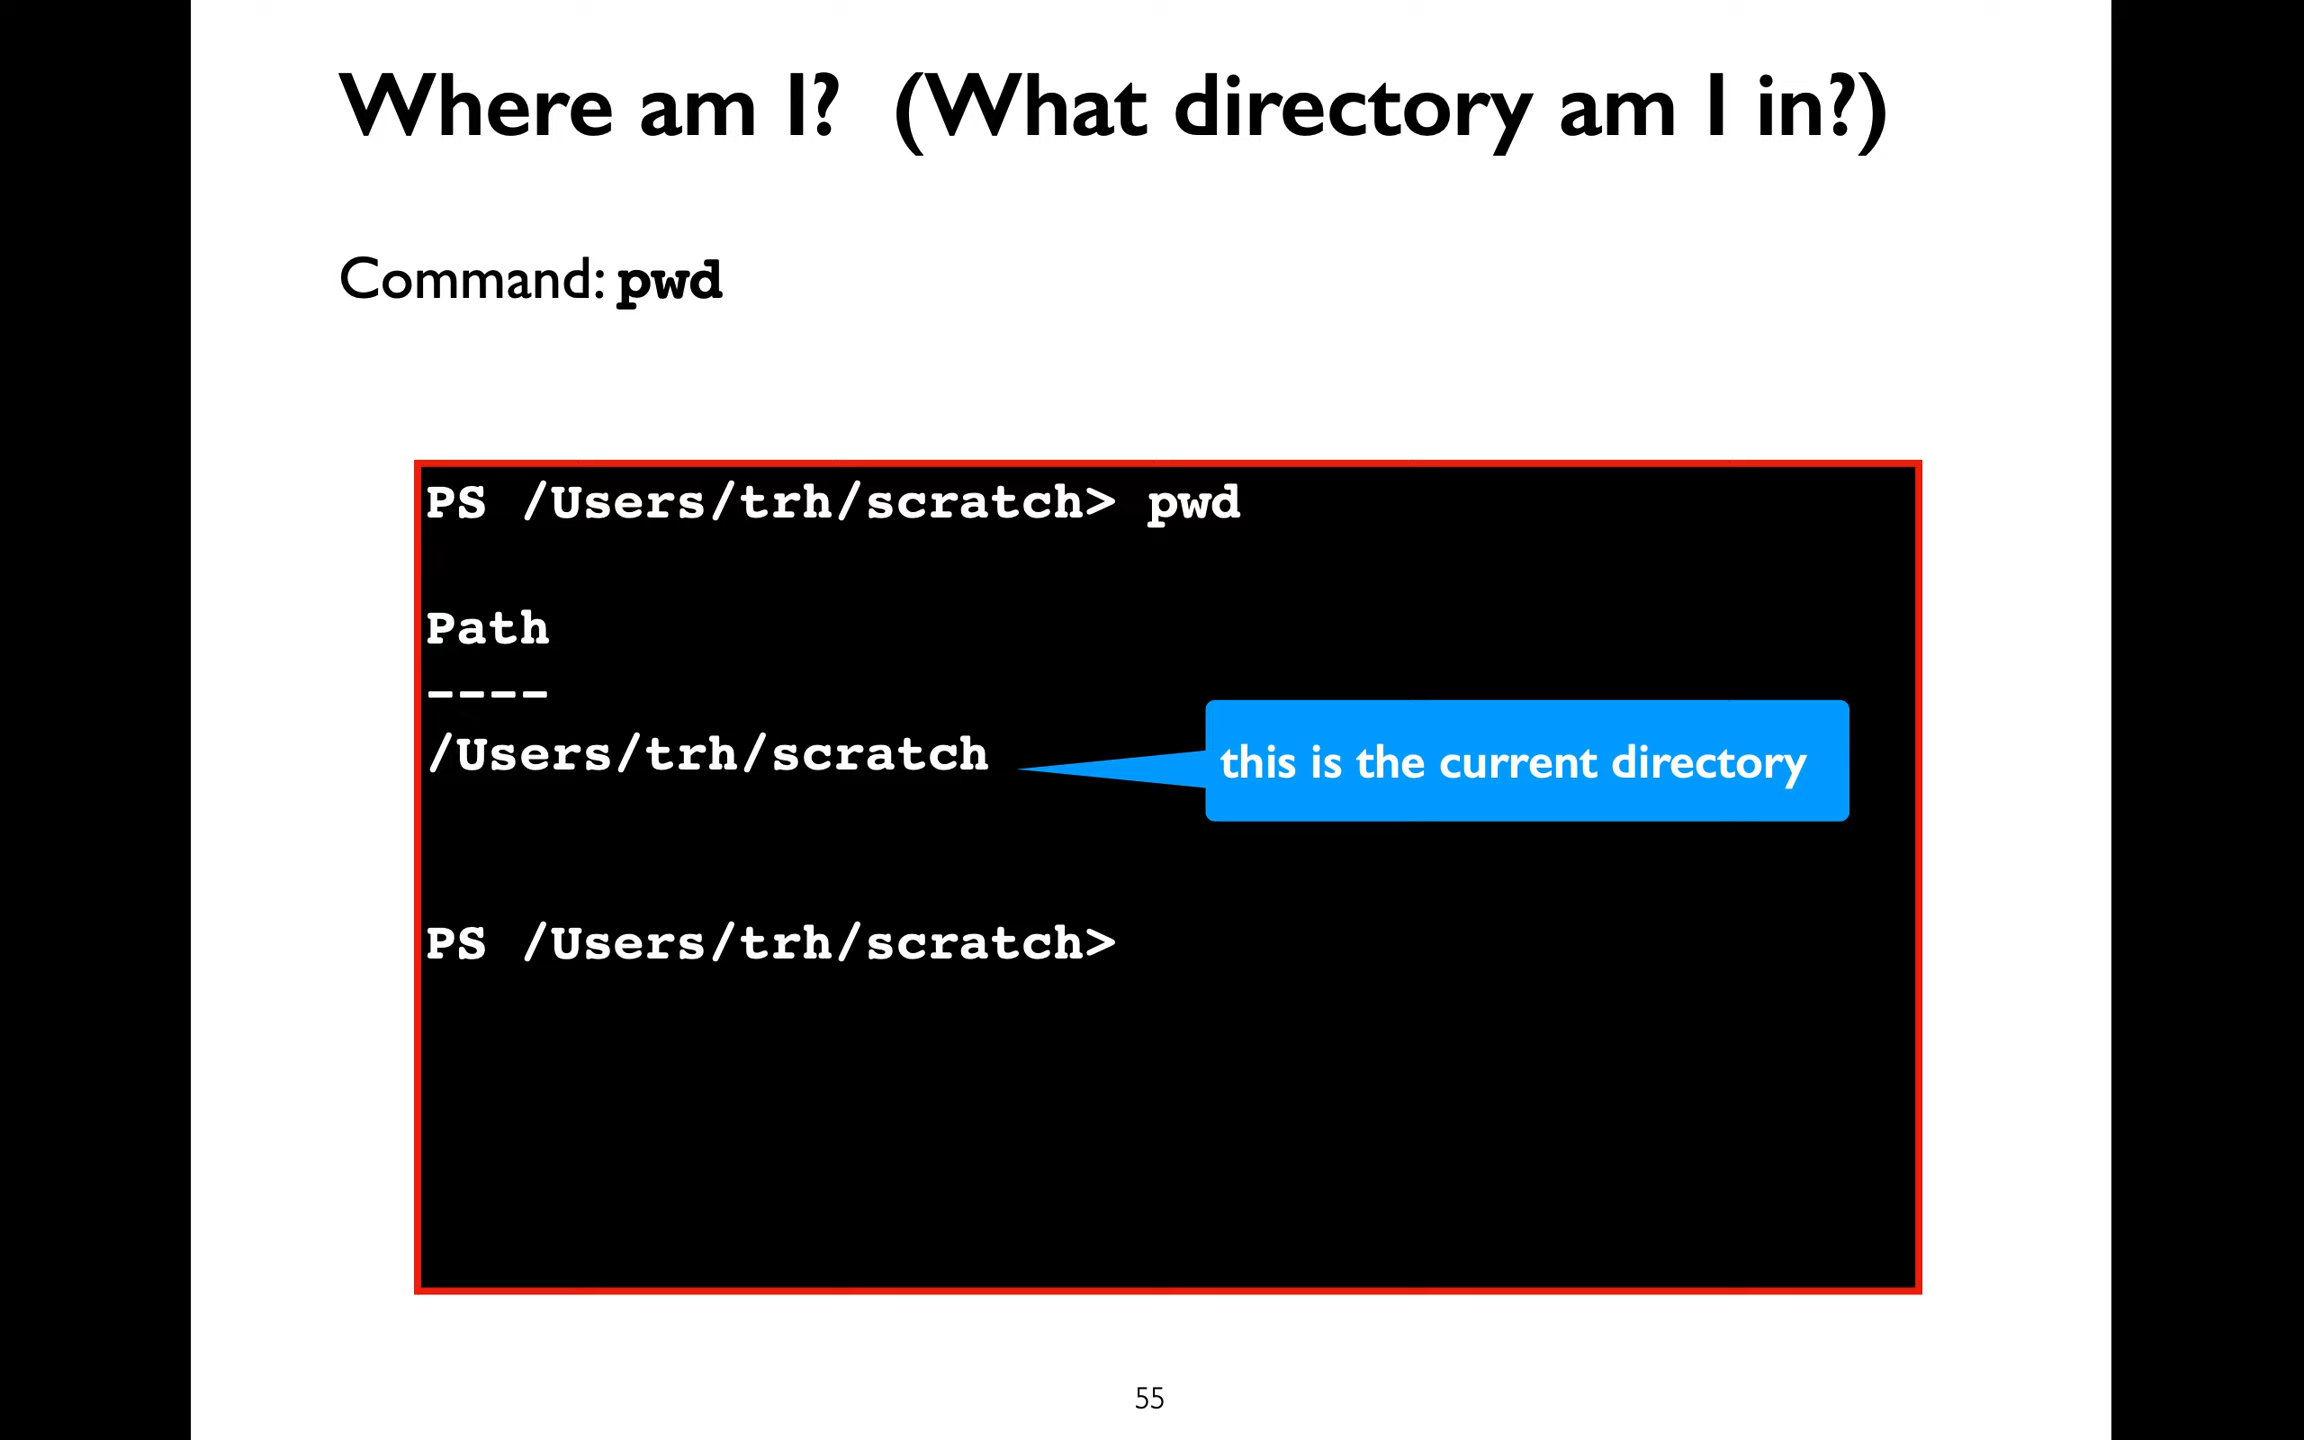 Where am I?  (What directory am I in?)
Command: pwd
PS /Users/trh/scratch> pwd
Path
----
/Users/trh/scratch
this is the current directory
PS /Users/trh/scratch>
55